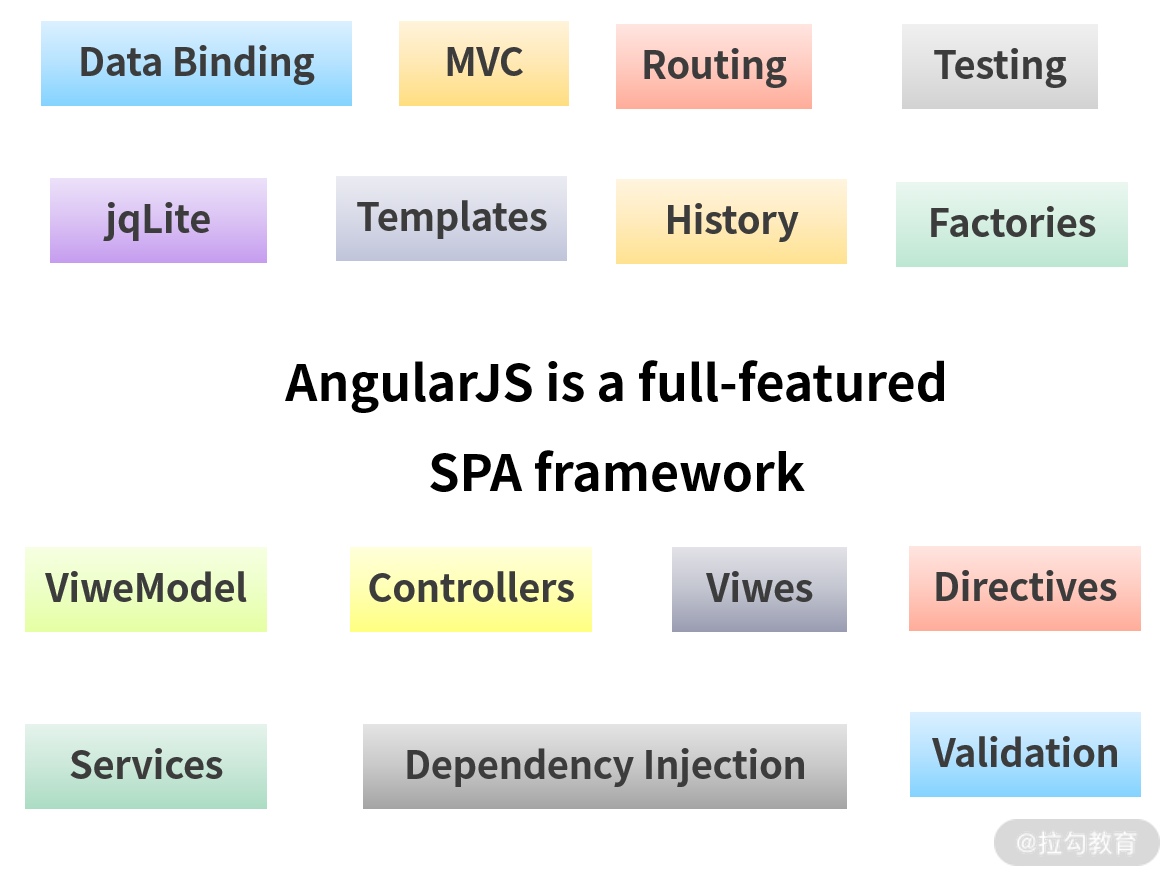 Data Binding
MVC
Routing
Testing
jqLite
Templates
History
Factories
AngularJS is a full-featured
SPA framework
ViweModel
Controllers
Viwes
Directives
Services
Dependency Injection
Validation
@拉勾教育